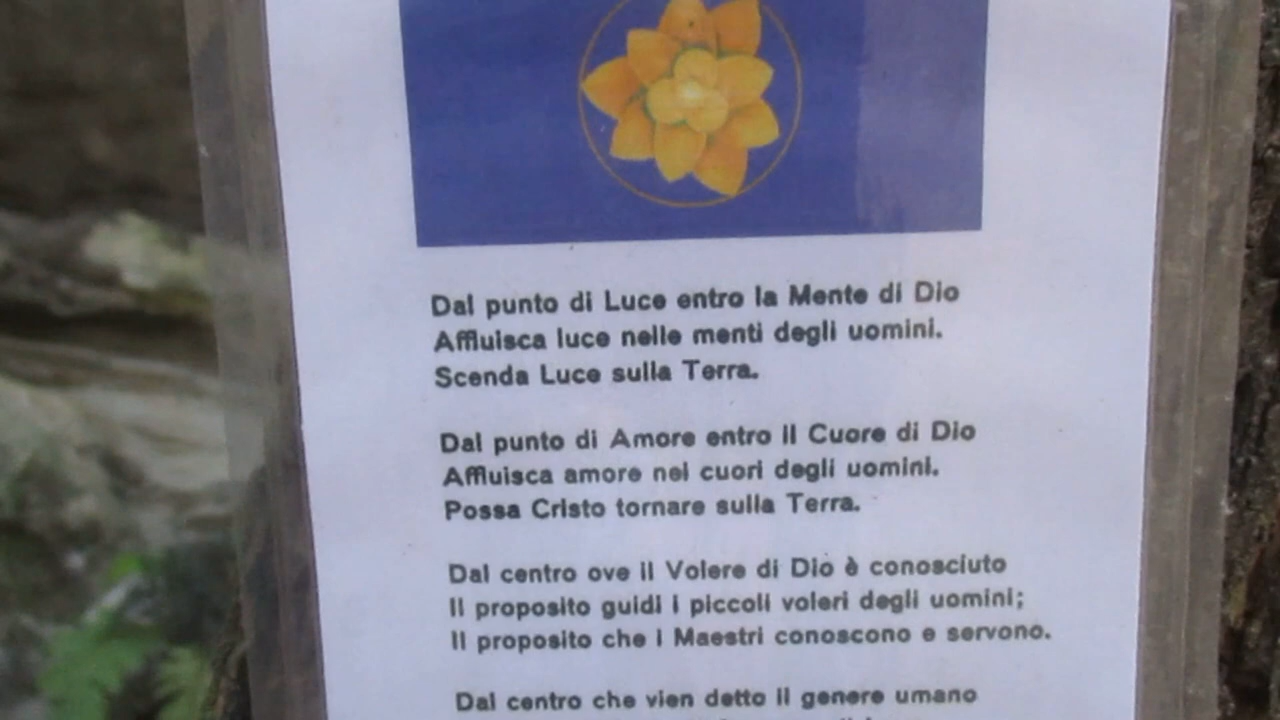 Dal punto di Luce entro la Mente di Dio
Affluisca luce nelle menti degli uomini.
Scenda Luce sulla Terra.
Dal punto di Amore entro il Cuore di Dio
Affluisca amore nei cuori degli uomini.
Possa Cristo tornare sulla Terra.
Dal centro ove il Volere di Dio è conosciuto
Il proposito guidi i piccoli voleri degli uomini;
Il proposito che i Maestri conoscono e servono.
Dal centro che vien detto il genere umano